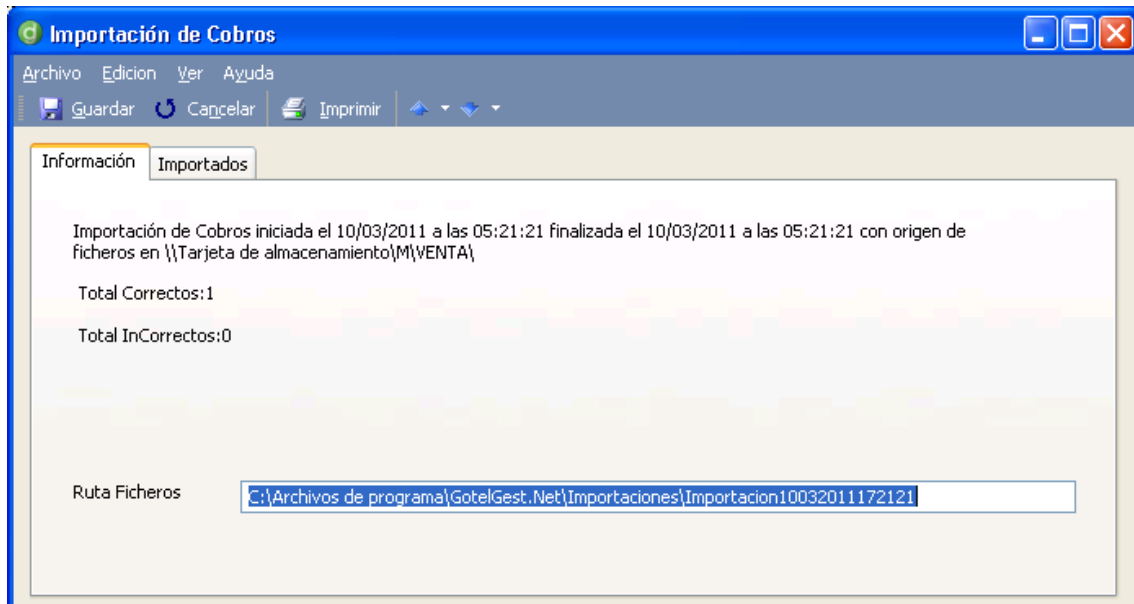 Importación de Cobros
Archivo Edicion Ver Ayuda
Guardar Cancelar Imprimir
Información Importados
Importación de Cobros iniciada el 10/03/2011 a las 05:21:21 finalizada el 10/03/2011 a las 05:21:21 con origen de
ficheros en \\Tarjeta de almacenamiento\M\VENTA\
Total Correctos:1
Total InCorrectos:0
Ruta Ficheros C:\Archivos de programa\GotelGest.Net\Importaciones\Importacion10032011172121